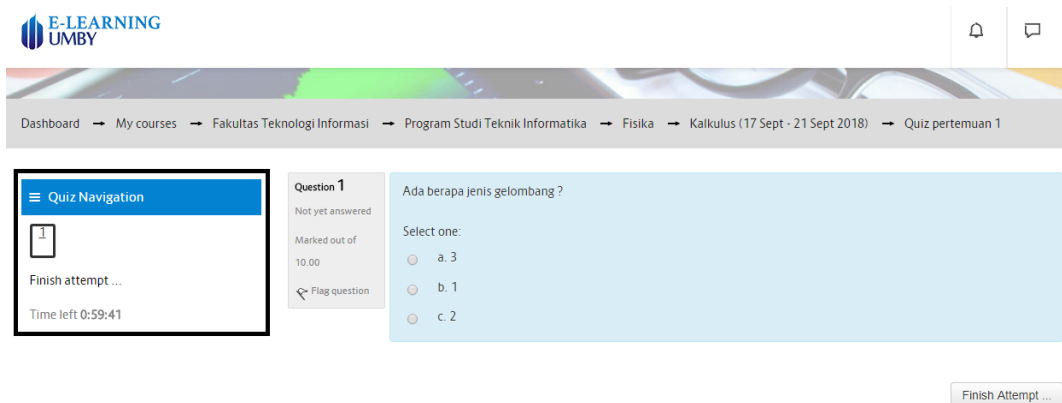 E-LEARNING
UMBY
Dashboard → My courses → Fakultas Teknologi Informasi → Program Studi Teknik Informatika → Fisika → Kalkulus (17 Sept - 21 Sept 2018) → Quiz pertemuan 1
Quiz Navigation
1
Finish attempt ...
Time left 0:59:41
Question 1
Not yet answered
Marked out of
10.00
Flag question
Ada berapa jenis gelombang ?
Select one:
a. 3
b. 1
c. 2
Finish Attempt ...